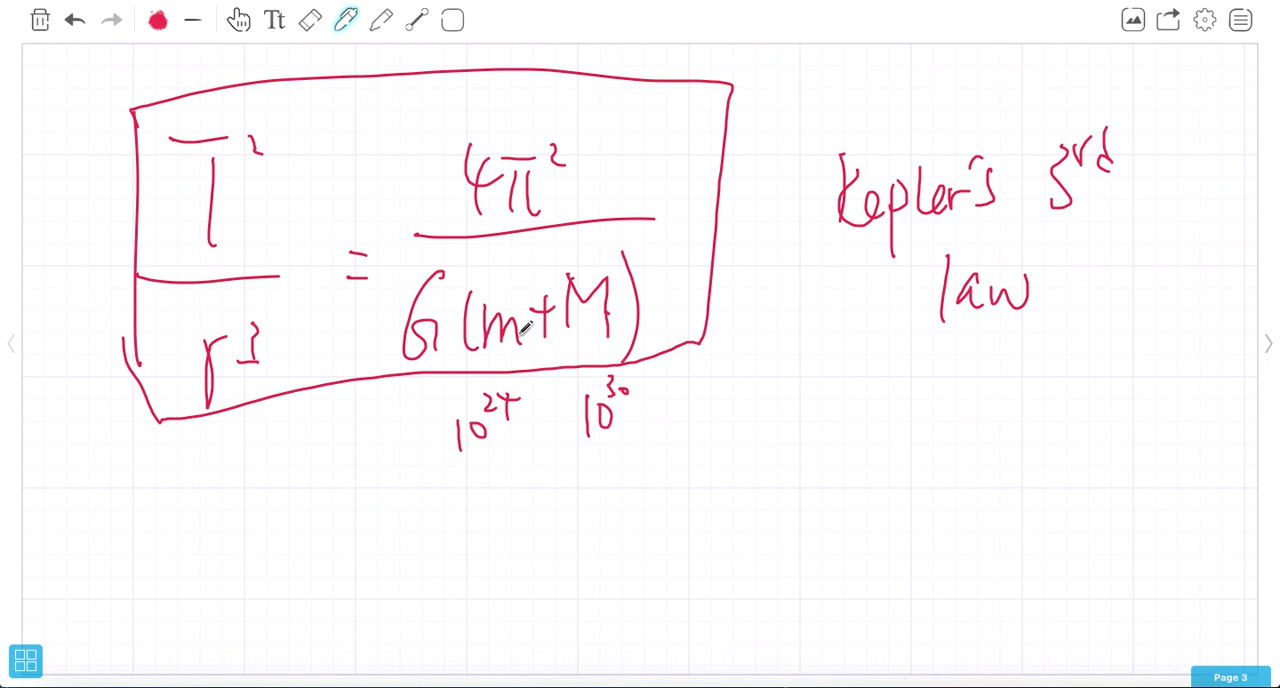 Tt
T² / r³ = 4π² / G(m+M)
10²⁴ 10³⁰
Kepler's 3rd
law
Page 3